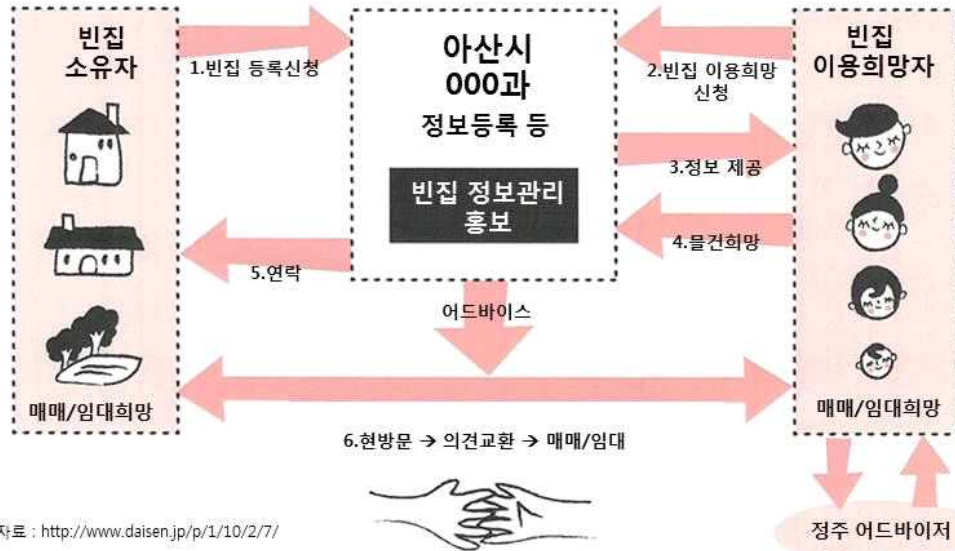 빈집
소유자
1.빈집 등록신청
아산시
000과
정보등록 등
빈집 정보관리
홍보
2.빈집 이용희망
신청
빈집
이용희망자
3.정보 제공
4.믈건희망
5.연락
어드바이스
매매/임대희망
매매/임대희망
6.현방문 → 의견교환 → 매매/임대
자료 : http://www.daisen.jp/p/1/10/2/7/
정주 어드바이저